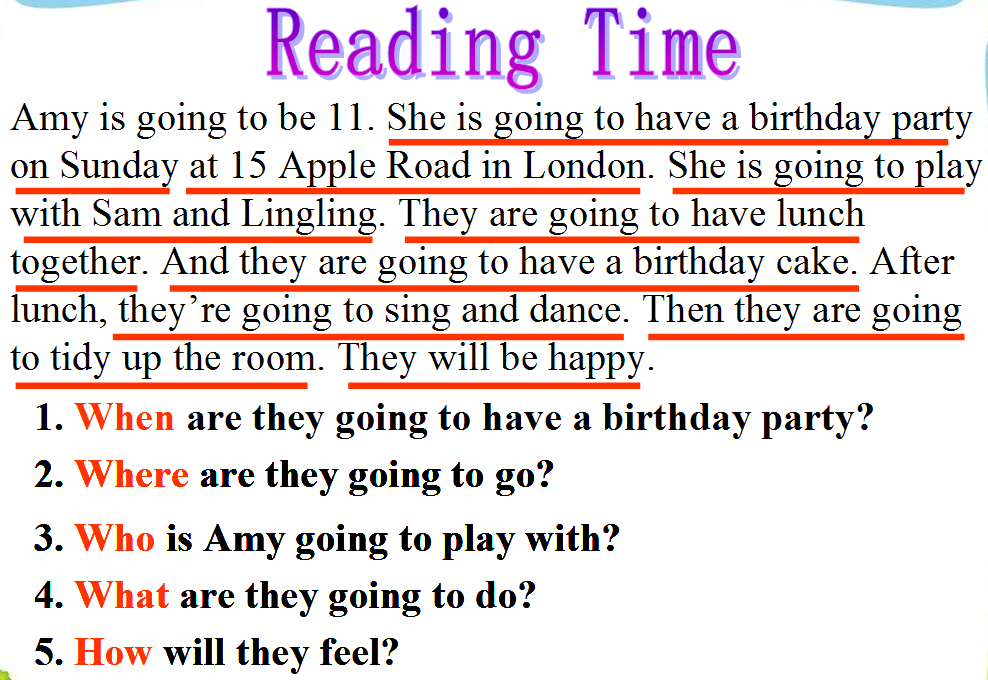 Reading Time
Amy is going to be 11. She is going to have a birthday party
on Sunday at 15 Apple Road in London. She is going to play
with Sam and Lingling. They are going to have lunch
together. And they are going to have a birthday cake. After
lunch, they’re going to sing and dance. Then they are going
to tidy up the room. They will be happy.
1. When are they going to have a birthday party?
2. Where are they going to go?
3. Who is Amy going to play with?
4. What are they going to do?
5. How will they feel?